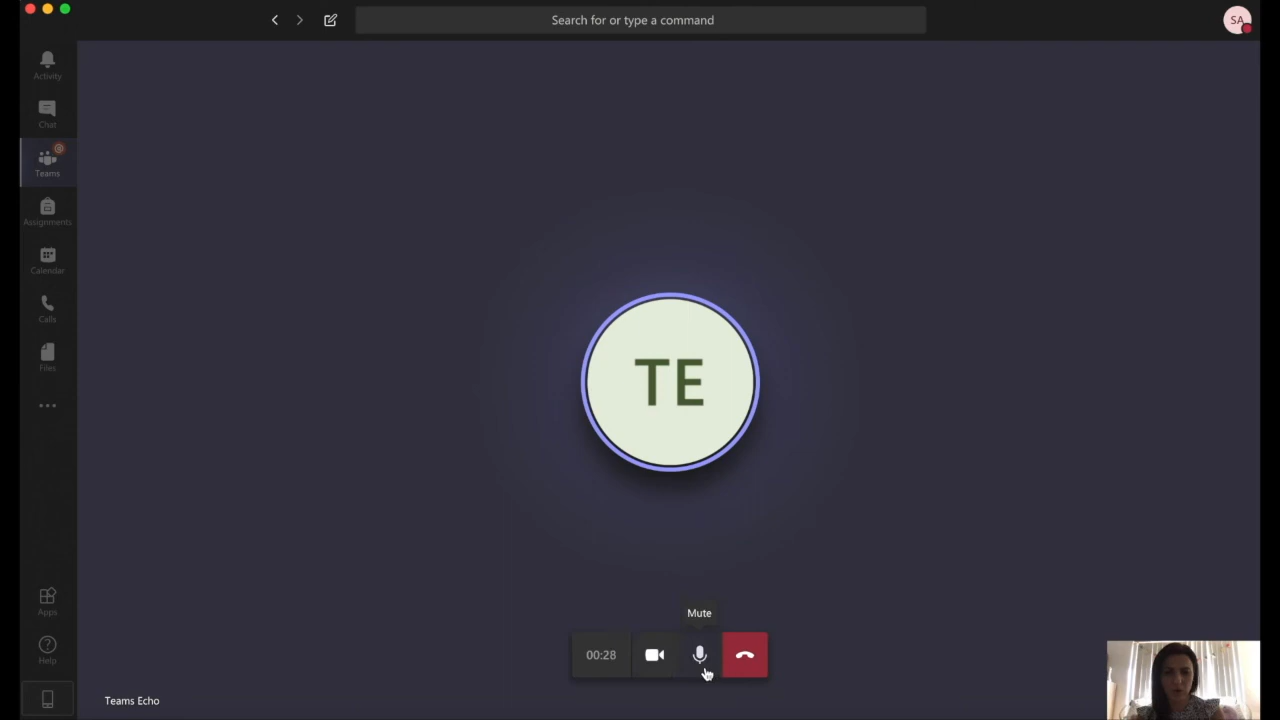 Search for or type a command
SA
Activity
Chat
Teams
Assignments
Calendar
Calls
Files
TE
Apps
Mute
Help
00:28
Teams Echo